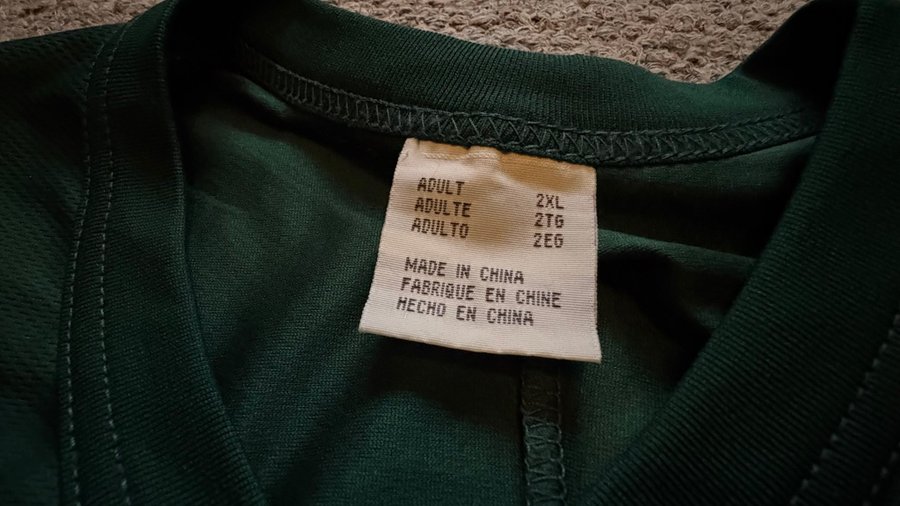 ADULT 2XL
ADULTE 2TG
ADULTO 2EG
MADE IN CHINA
FABRIQUE EN CHINE
HECHO EN CHINA